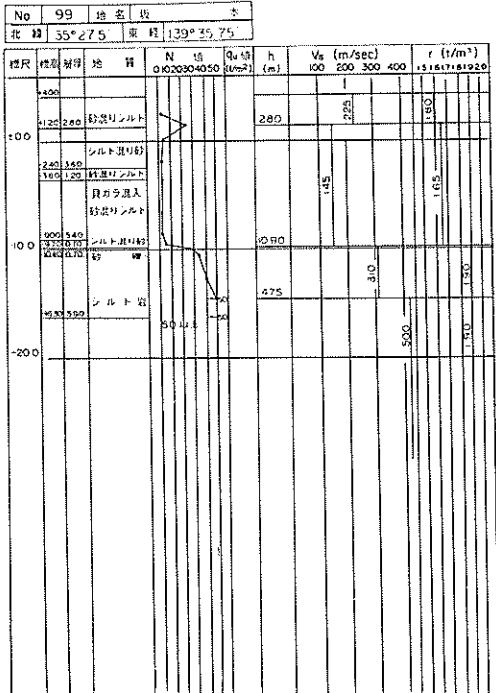 No 99 地名 坂 本
北緯 35°27.5' 東経 139°35.75'
標尺 標高 層厚 地 質 N 値 qu値 h Vs (m/sec) r (t/m³)
0 10 20 30 40 50 (t/m²) (m) 100 200 300 400 1.5 1.6 1.7 1.8 1.9 2.0
+4.00
225 1.80
+1.20 2.80 砂混りシルト 2.80
±0.0
シルト混り砂
-2.40 3.60
-3.60 1.20 砂混りシルト
145 1.65
貝ガラ混入
砂混りシルト
-9.00 5.40
シルト混り砂
-10.0 10.90
砂 礫
310 1.90
4.75
シルト岩 50
50以上 50
500 1.90
-20.0